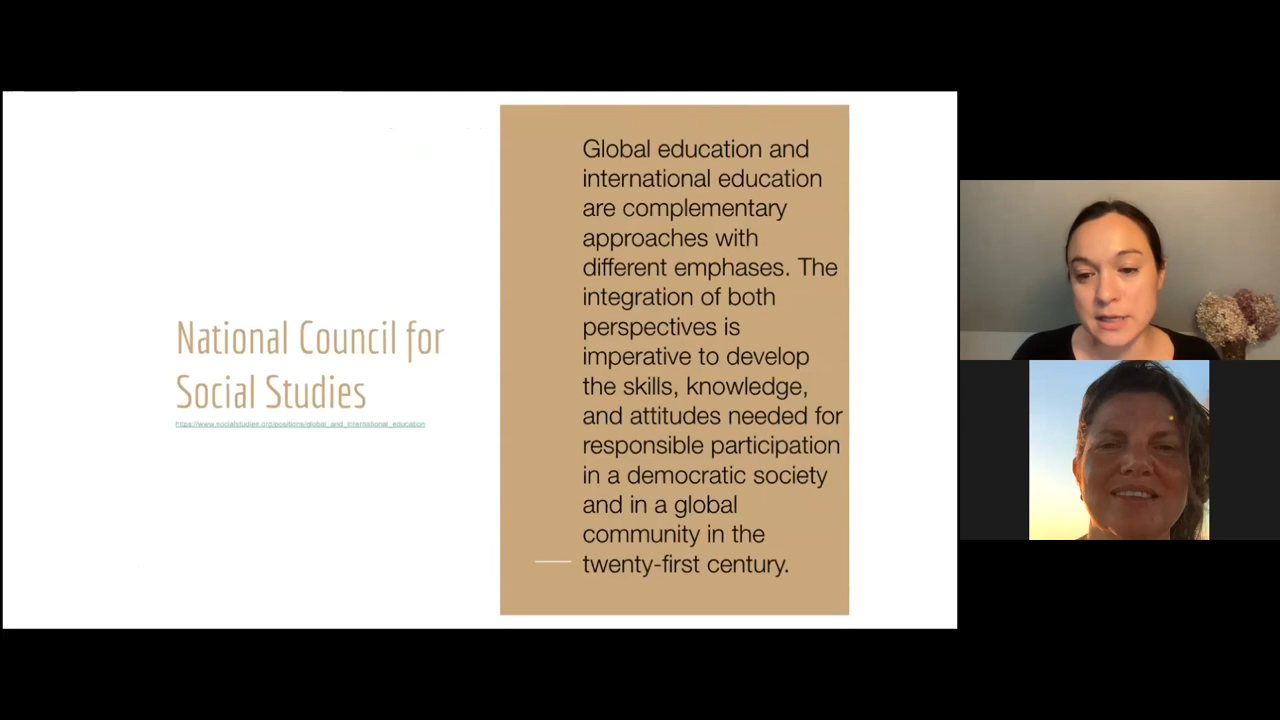 National Council for
Social Studies
https://www.socialstudies.org/positions/global_and_international_education
Global education and
international education
are complementary
approaches with
different emphases. The
integration of both
perspectives is
imperative to develop
the skills, knowledge,
and attitudes needed for
responsible participation
in a democratic society
and in a global
community in the
twenty-first century.